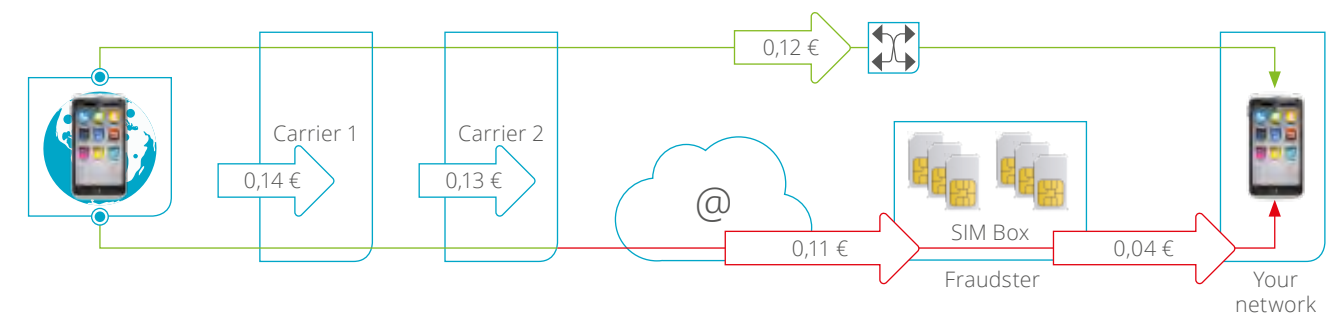 0,12 €
Carrier 1
Carrier 2
0,14 €
0,13 €
@
SIM Box
0,11 €
0,04 €
Fraudster
Your
network